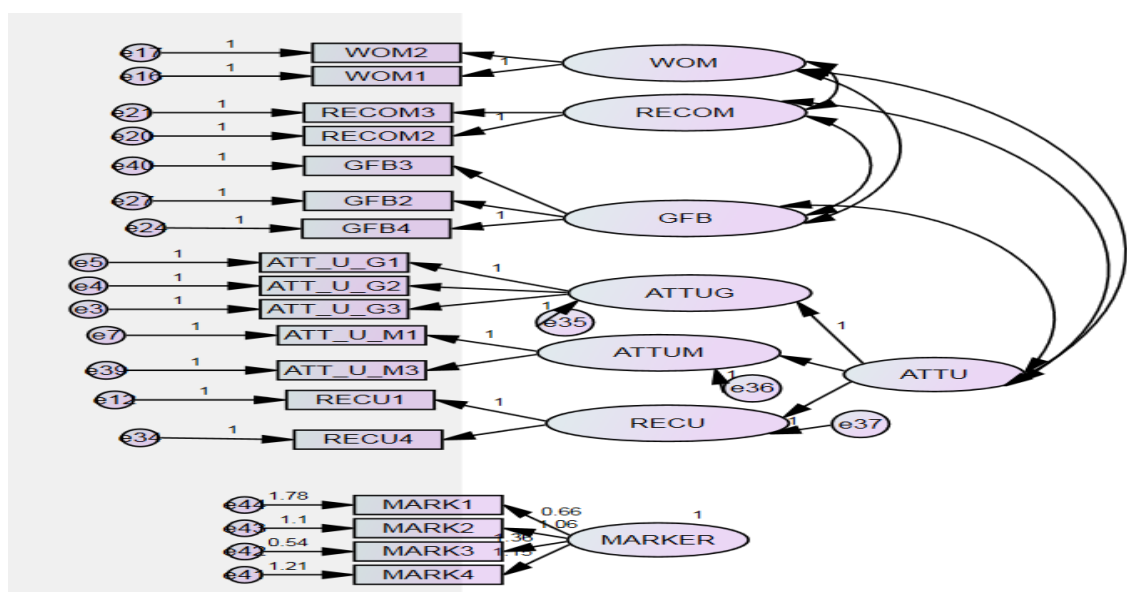 e17 1 WOM2 WOM
e16 1 WOM1 1
e21 1 RECOM3 RECOM
e20 1 RECOM2 1
e40 1 GFB3
e27 1 GFB2 GFB
e24 1 GFB4 1
e5 1 ATT_U_G1 1
e4 1 ATT_U_G2 ATTUG
e3 1 ATT_U_G3 1 e35 1
e7 1 ATT_U_M1 1 ATTUM
e39 1 ATT_U_M3 1 e36 ATTU
e12 1 RECU1 1 RECU 1 e37
e34 1 RECU4
e44 1.78 MARK1 0.66 1
e43 1.1 MARK2 1.06 MARKER
e42 0.54 MARK3 1.36
e41 1.21 MARK4